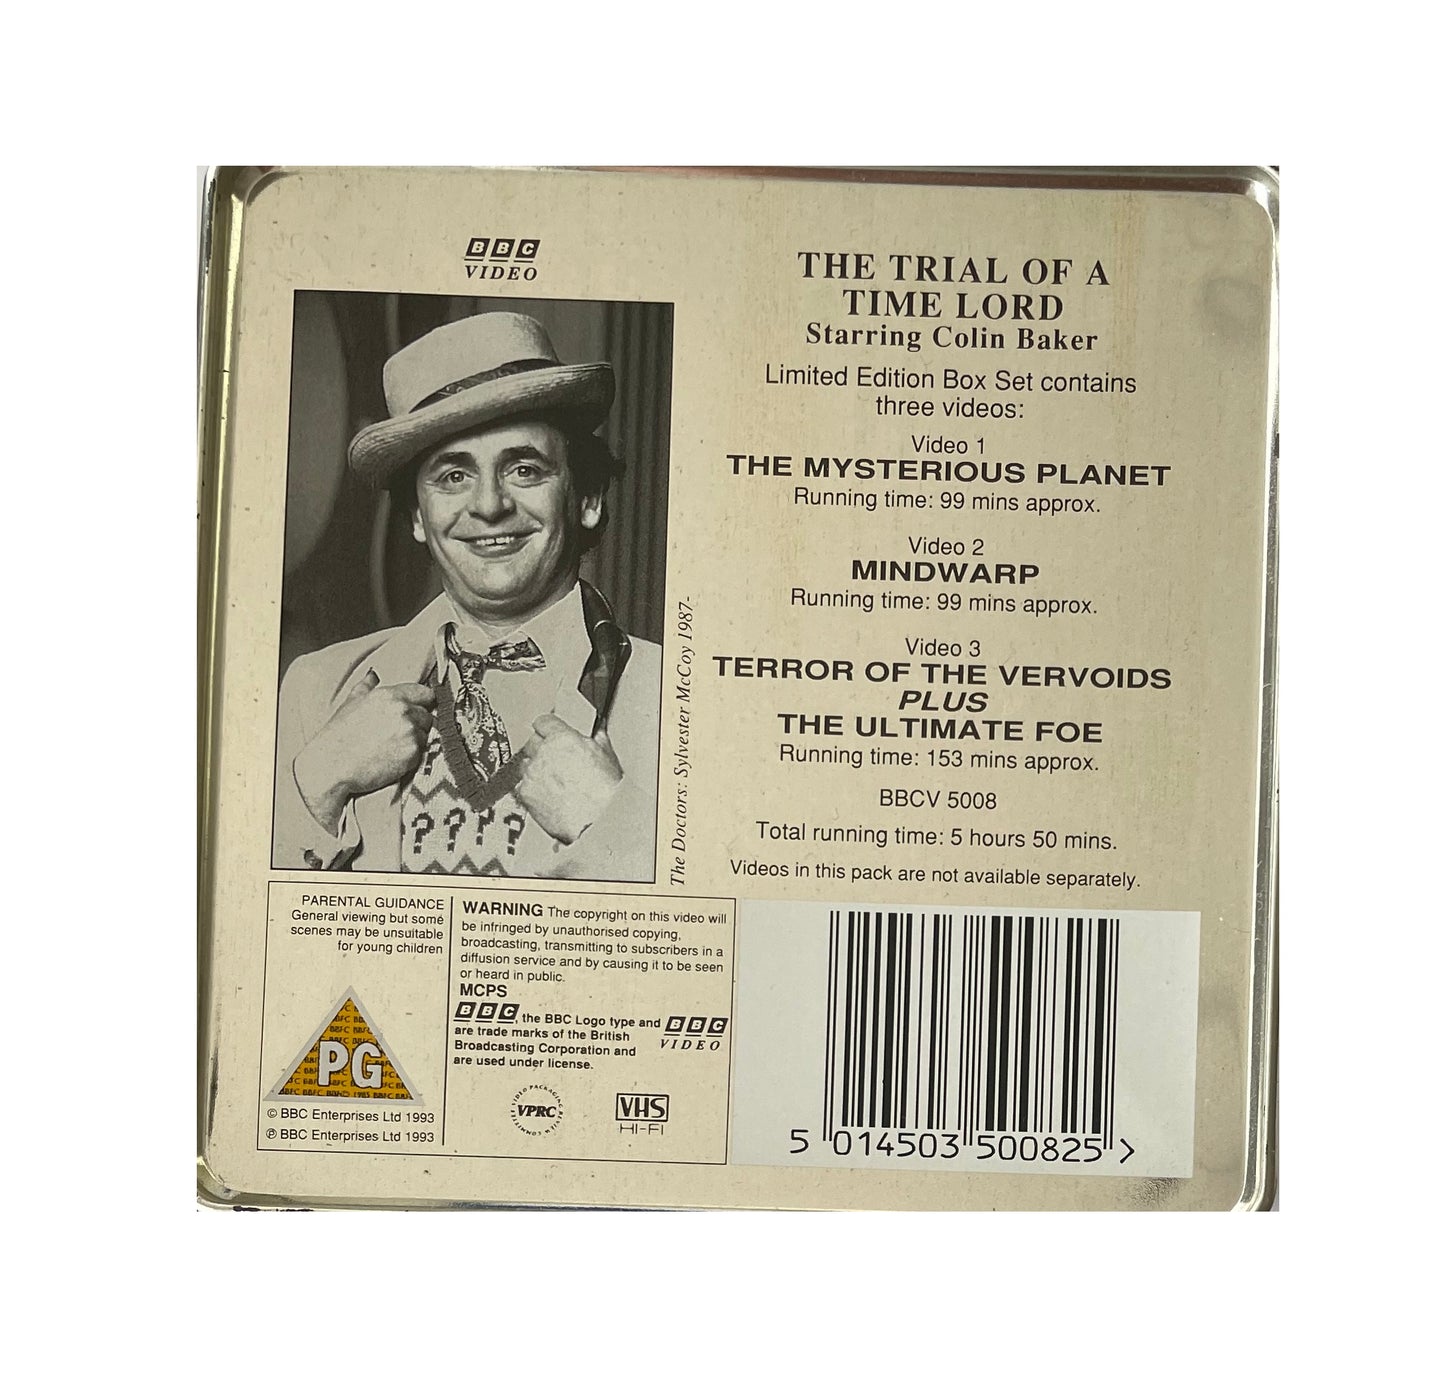 BBC
VIDEO
THE TRIAL OF A
TIME LORD
Starring Colin Baker
Limited Edition Box Set contains
three videos:
Video 1
THE MYSTERIOUS PLANET
Running time: 99 mins approx.
Video 2
MINDWARP
Running time: 99 mins approx.
Video 3
TERROR OF THE VERVOIDS
PLUS
THE ULTIMATE FOE
Running time: 153 mins approx.
BBCV 5008
Total running time: 5 hours 50 mins.
Videos in this pack are not available separately.
The Doctors: Sylvester McCoy 1987-
? ? ? ? ?
PARENTAL GUIDANCE
General viewing but some
scenes may be unsuitable
for young children
PG
© BBC Enterprises Ltd 1993
℗ BBC Enterprises Ltd 1993
WARNING The copyright on this video will
be infringed by unauthorised copying,
broadcasting, transmitting to subscribers in a
diffusion service and by causing it to be seen
or heard in public.
MCPS
BBC, the BBC Logo type and
are trade marks of the British
Broadcasting Corporation and
are used under license.
BBC
VIDEO
VIDEO PACKAGING REVIEW COMMITTEE
VPRC
VHS
HI-FI
5 014503 500825 >